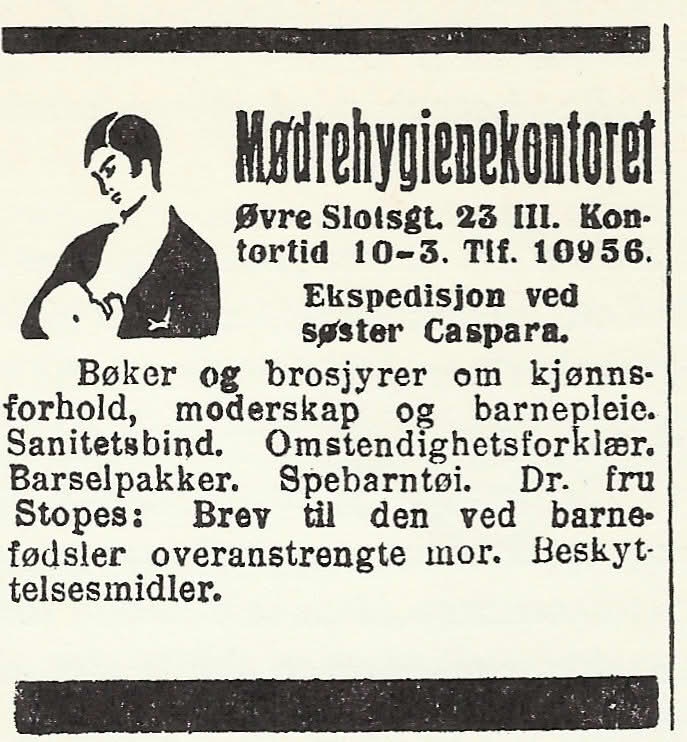 Mødrehygienekontoret
Øvre Slotsgt. 23 III. Kon-
tortid 10-3. Tlf. 10956.
Ekspedisjon ved
søster Caspara.
Bøker og brosjyrer om kjønns-
forhold, moderskap og barnepleie.
Sanitetsbind. Omstendighetsforklær.
Barselpakker. Spebarntøi. Dr. fru
Stopes: Brev til den ved barne-
fødsler overanstrengte mor. Beskyt-
telsesmidler.